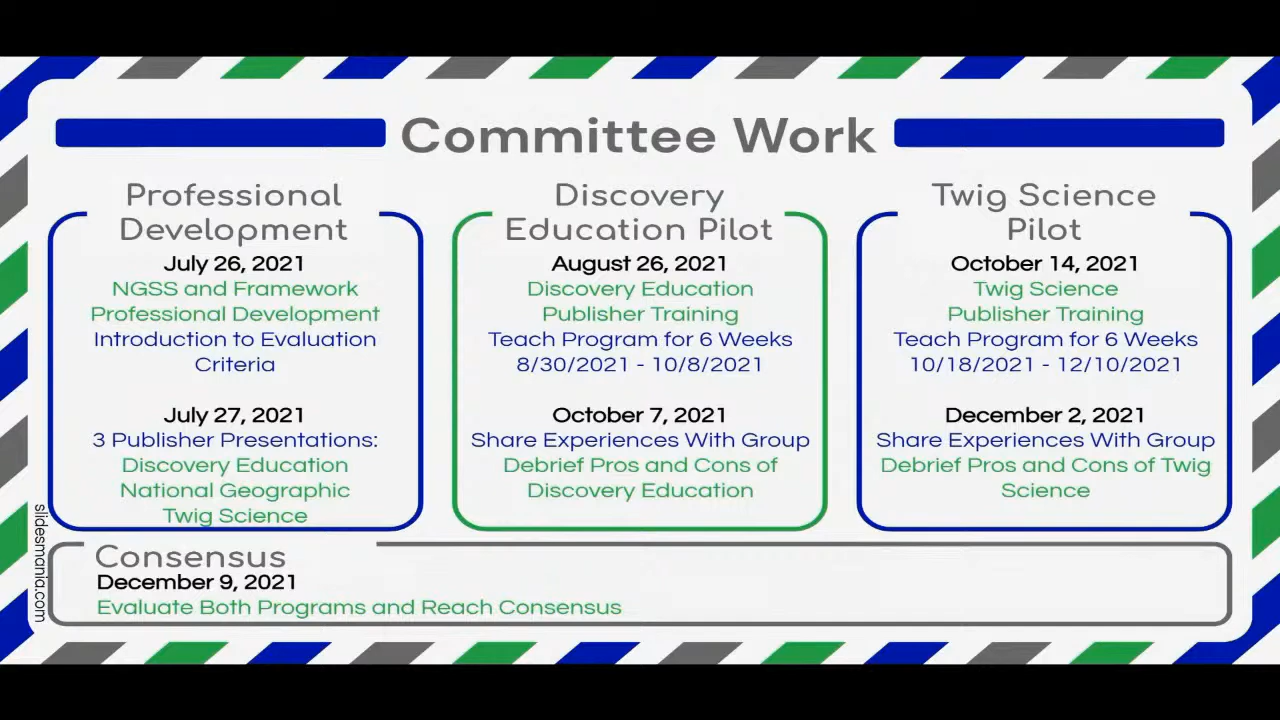 Committee Work
Professional
Development
July 26, 2021
NGSS and Framework
Professional Development
Introduction to Evaluation
Criteria
July 27, 2021
3 Publisher Presentations:
Discovery Education
National Geographic
Twig Science
Discovery
Education Pilot
August 26, 2021
Discovery Education
Publisher Training
Teach Program for 6 Weeks
8/30/2021 - 10/8/2021
October 7, 2021
Share Experiences With Group
Debrief Pros and Cons of
Discovery Education
Twig Science
Pilot
October 14, 2021
Twig Science
Publisher Training
Teach Program for 6 Weeks
10/18/2021 - 12/10/2021
December 2, 2021
Share Experiences With Group
Debrief Pros and Cons of Twig
Science
Consensus
December 9, 2021
Evaluate Both Programs and Reach Consensus
slidesmania.com